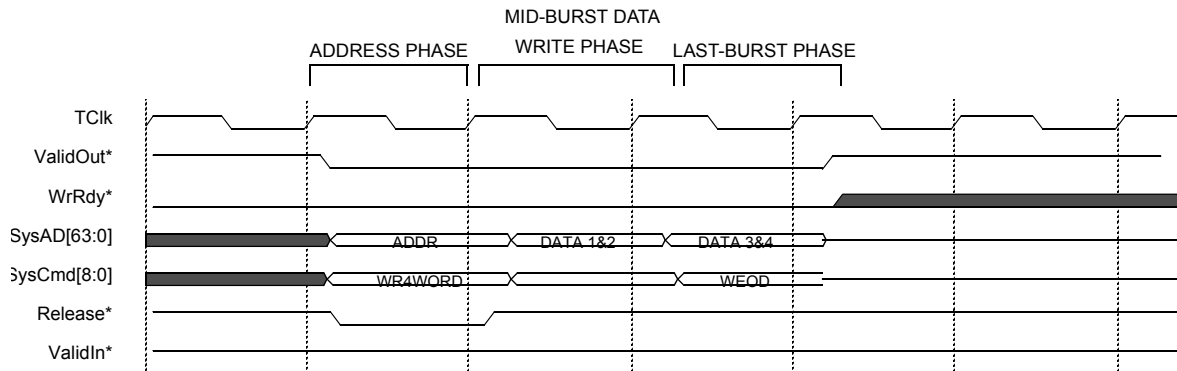 MID-BURST DATA
ADDRESS PHASE WRITE PHASE LAST-BURST PHASE
TClk
ValidOut*
WrRdy*
SysAD[63:0] ADDR DATA 1&2 DATA 3&4
SysCmd[8:0] WR4WORD WEOD
Release*
ValidIn*